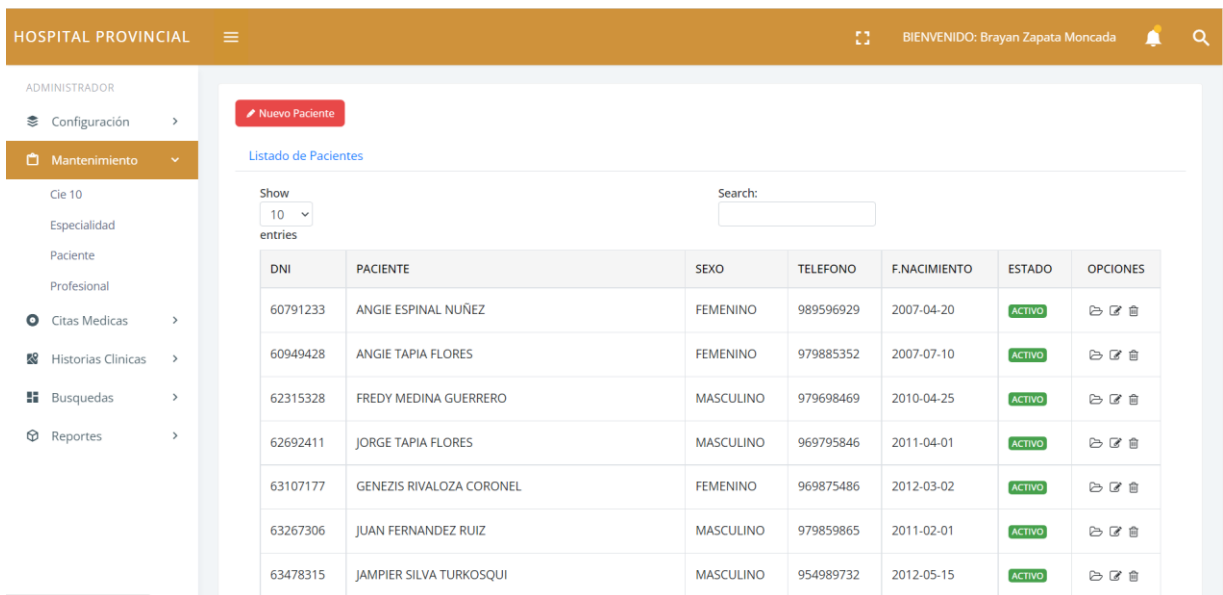 HOSPITAL PROVINCIAL
BIENVENIDO: Brayan Zapata Moncada
ADMINISTRADOR
Configuración
Mantenimiento
Cie 10
Especialidad
Paciente
Profesional
Citas Medicas
Historias Clinicas
Busquedas
Reportes
Nuevo Paciente
Listado de Pacientes
Show
10
entries
Search:
DNI PACIENTE SEXO TELEFONO F.NACIMIENTO ESTADO OPCIONES
60791233 ANGIE ESPINAL NUÑEZ FEMENINO 989596929 2007-04-20 ACTIVO
60949428 ANGIE TAPIA FLORES FEMENINO 979885352 2007-07-10 ACTIVO
62315328 FREDY MEDINA GUERRERO MASCULINO 979698469 2010-04-25 ACTIVO
62692411 JORGE TAPIA FLORES MASCULINO 969795846 2011-04-01 ACTIVO
63107177 GENEZIS RIVALOZA CORONEL FEMENINO 969875486 2012-03-02 ACTIVO
63267306 JUAN FERNANDEZ RUIZ MASCULINO 979859865 2011-02-01 ACTIVO
63478315 JAMPIER SILVA TURKOSQUI MASCULINO 954989732 2012-05-15 ACTIVO